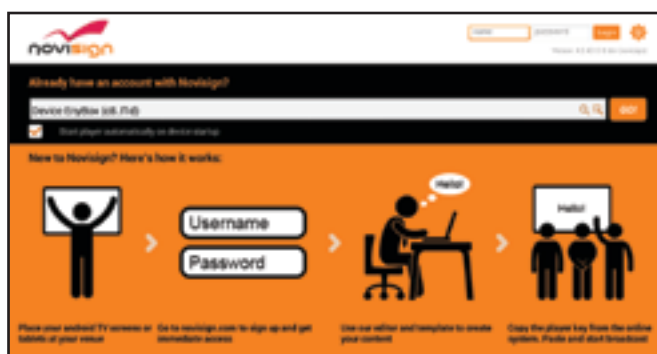 novisign
name password Login
Already have an account with Novisign?
Device EnyBox
GO!
Start player automatically on device startup
New to Novisign? Here's how it works:
Hello!
Hello!
Username
Password
Place your android TV screens or
tablets at your venue
Go to novisign.com to sign up and get
immediate access
Use our editor and template to create
your content
Copy the player key from the online
system. Paste and start broadcast